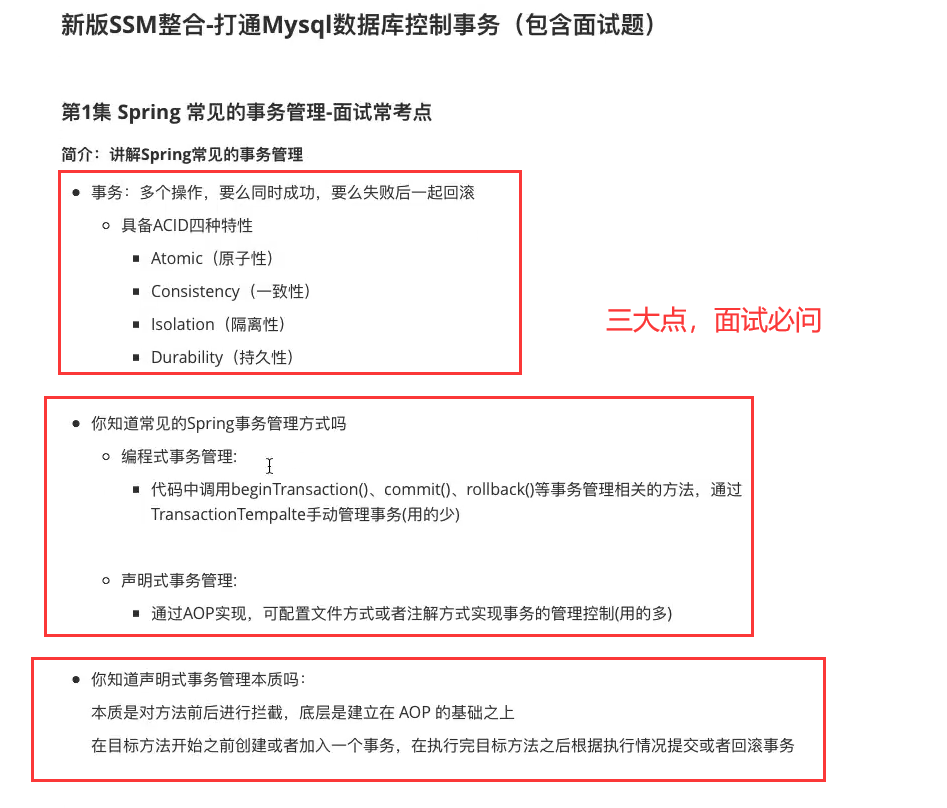 新版SSM整合-打通Mysql数据库控制事务（包含面试题）
第1集 Spring 常见的事务管理-面试常考点
简介：讲解Spring常见的事务管理
事务：多个操作，要么同时成功，要么失败后一起回滚
具备ACID四种特性
Atomic（原子性）
Consistency（一致性）
Isolation（隔离性）
Durability（持久性）
三大点，面试必问
你知道常见的Spring事务管理方式吗
编程式事务管理:
代码中调用beginTransaction()、commit()、rollback()等事务管理相关的方法，通过
TransactionTempalte手动管理事务(用的少)
声明式事务管理:
通过AOP实现，可配置文件方式或者注解方式实现事务的管理控制(用的多)
你知道声明式事务管理本质吗：
本质是对方法前后进行拦截，底层是建立在 AOP 的基础之上
在目标方法开始之前创建或者加入一个事务，在执行完目标方法之后根据执行情况提交或者回滚事务